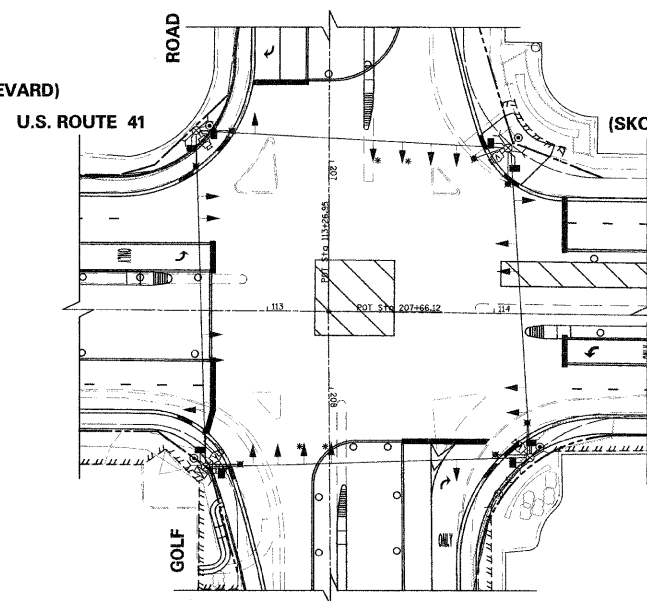 ROAD
EVARD)
U.S. ROUTE 41
(SKO
207
POT Sta 113+26.95
ONLY
113
POT Sta 207+66.12
114
ONLY
208
ONLY
GOLF